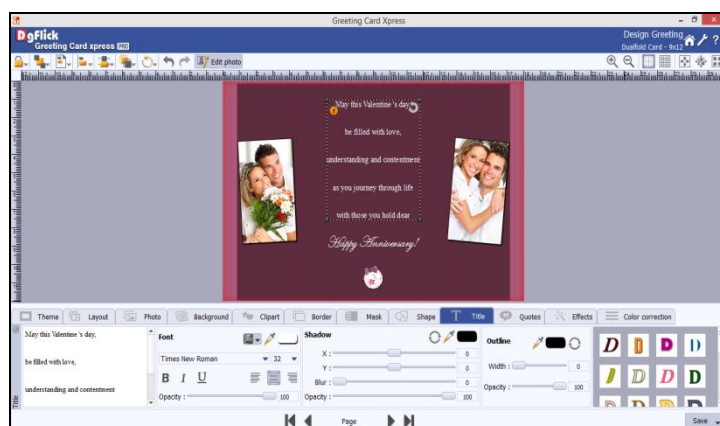 Greeting Card Xpress
DgFlick
Greeting Card xpress PRO
Design Greeting
Dualfold Card - 9x12
Edit photo
May this Valentine's day,
be filled with love,
understanding and contentment
as you journey through life
with those you hold dear
Happy Anniversary!
Theme Layout Photo Background Clipart Border Mask Shape Title Quotes Effects Color correction
May this Valentine's day,
be filled with love,
understanding and contentment
Title
Font
Times New Roman 32
B I U
Opacity : 100
Shadow
X : 0
Y : 0
Blur : 0
Opacity : 100
Outline
Width : 0
Opacity : 100
D D D D
D D D D
Page
Save